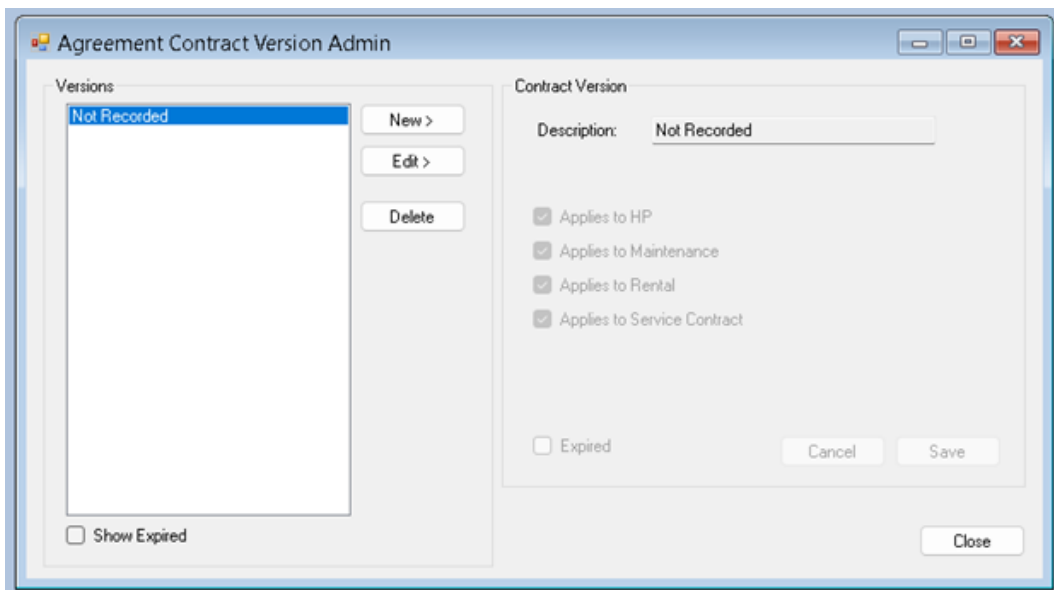 Agreement Contract Version Admin
Versions
Not Recorded
New >
Edit >
Delete
Show Expired
Contract Version
Description: Not Recorded
Applies to HP
Applies to Maintenance
Applies to Rental
Applies to Service Contract
Expired
Cancel
Save
Close